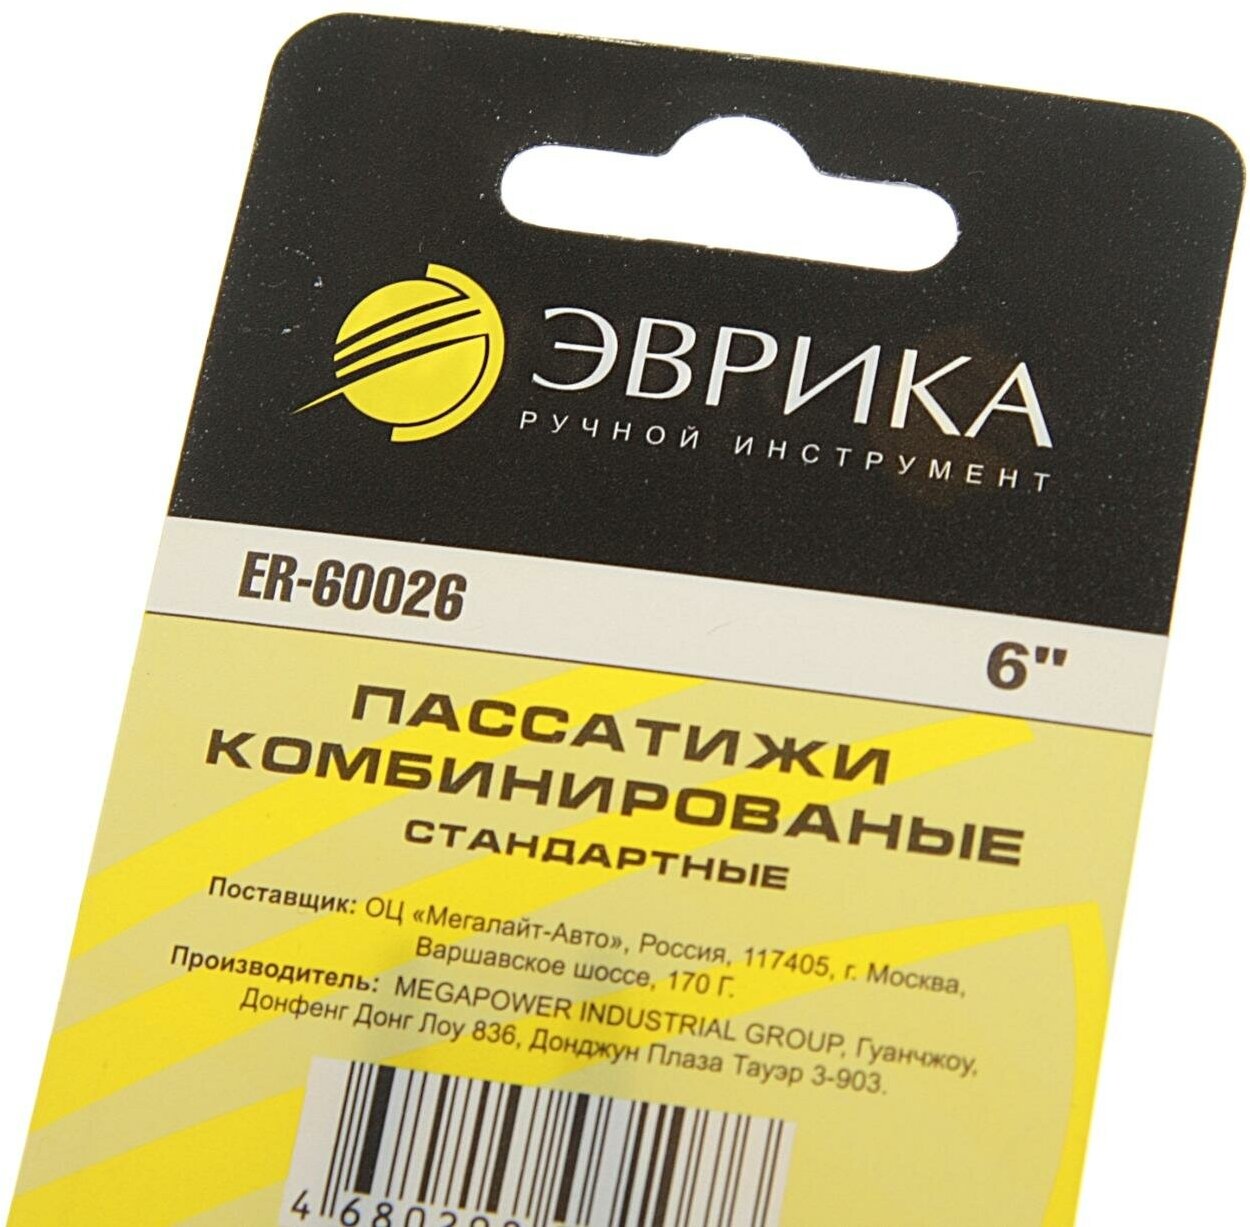 ЭВРИКА
РУЧНОЙ ИНСТРУМЕНТ
ER-60026
6"
ПАССАТИЖИ
КОМБИНИРОВАНЫЕ
СТАНДАРТНЫЕ
Поставщик: ОЦ «Мегалайт-Авто», Россия, 117405, г. Москва,
Варшавское шоссе, 170 Г.
Производитель: MEGAPOWER INDUSTRIAL GROUP, Гуанчжоу,
Донфенг Донг Лоу 836, Донджун Плаза Тауэр 3-903.